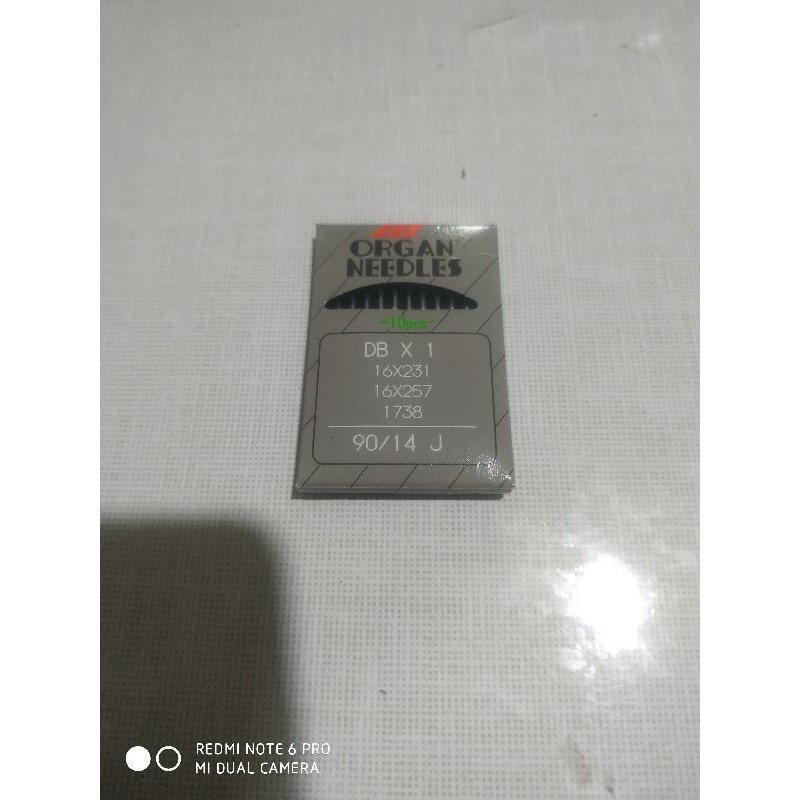 ORGAN
NEEDLES
-10pcs-
DB X 1
16X231
16X257
1738
90/14 J
REDMI NOTE 6 PRO
MI DUAL CAMERA